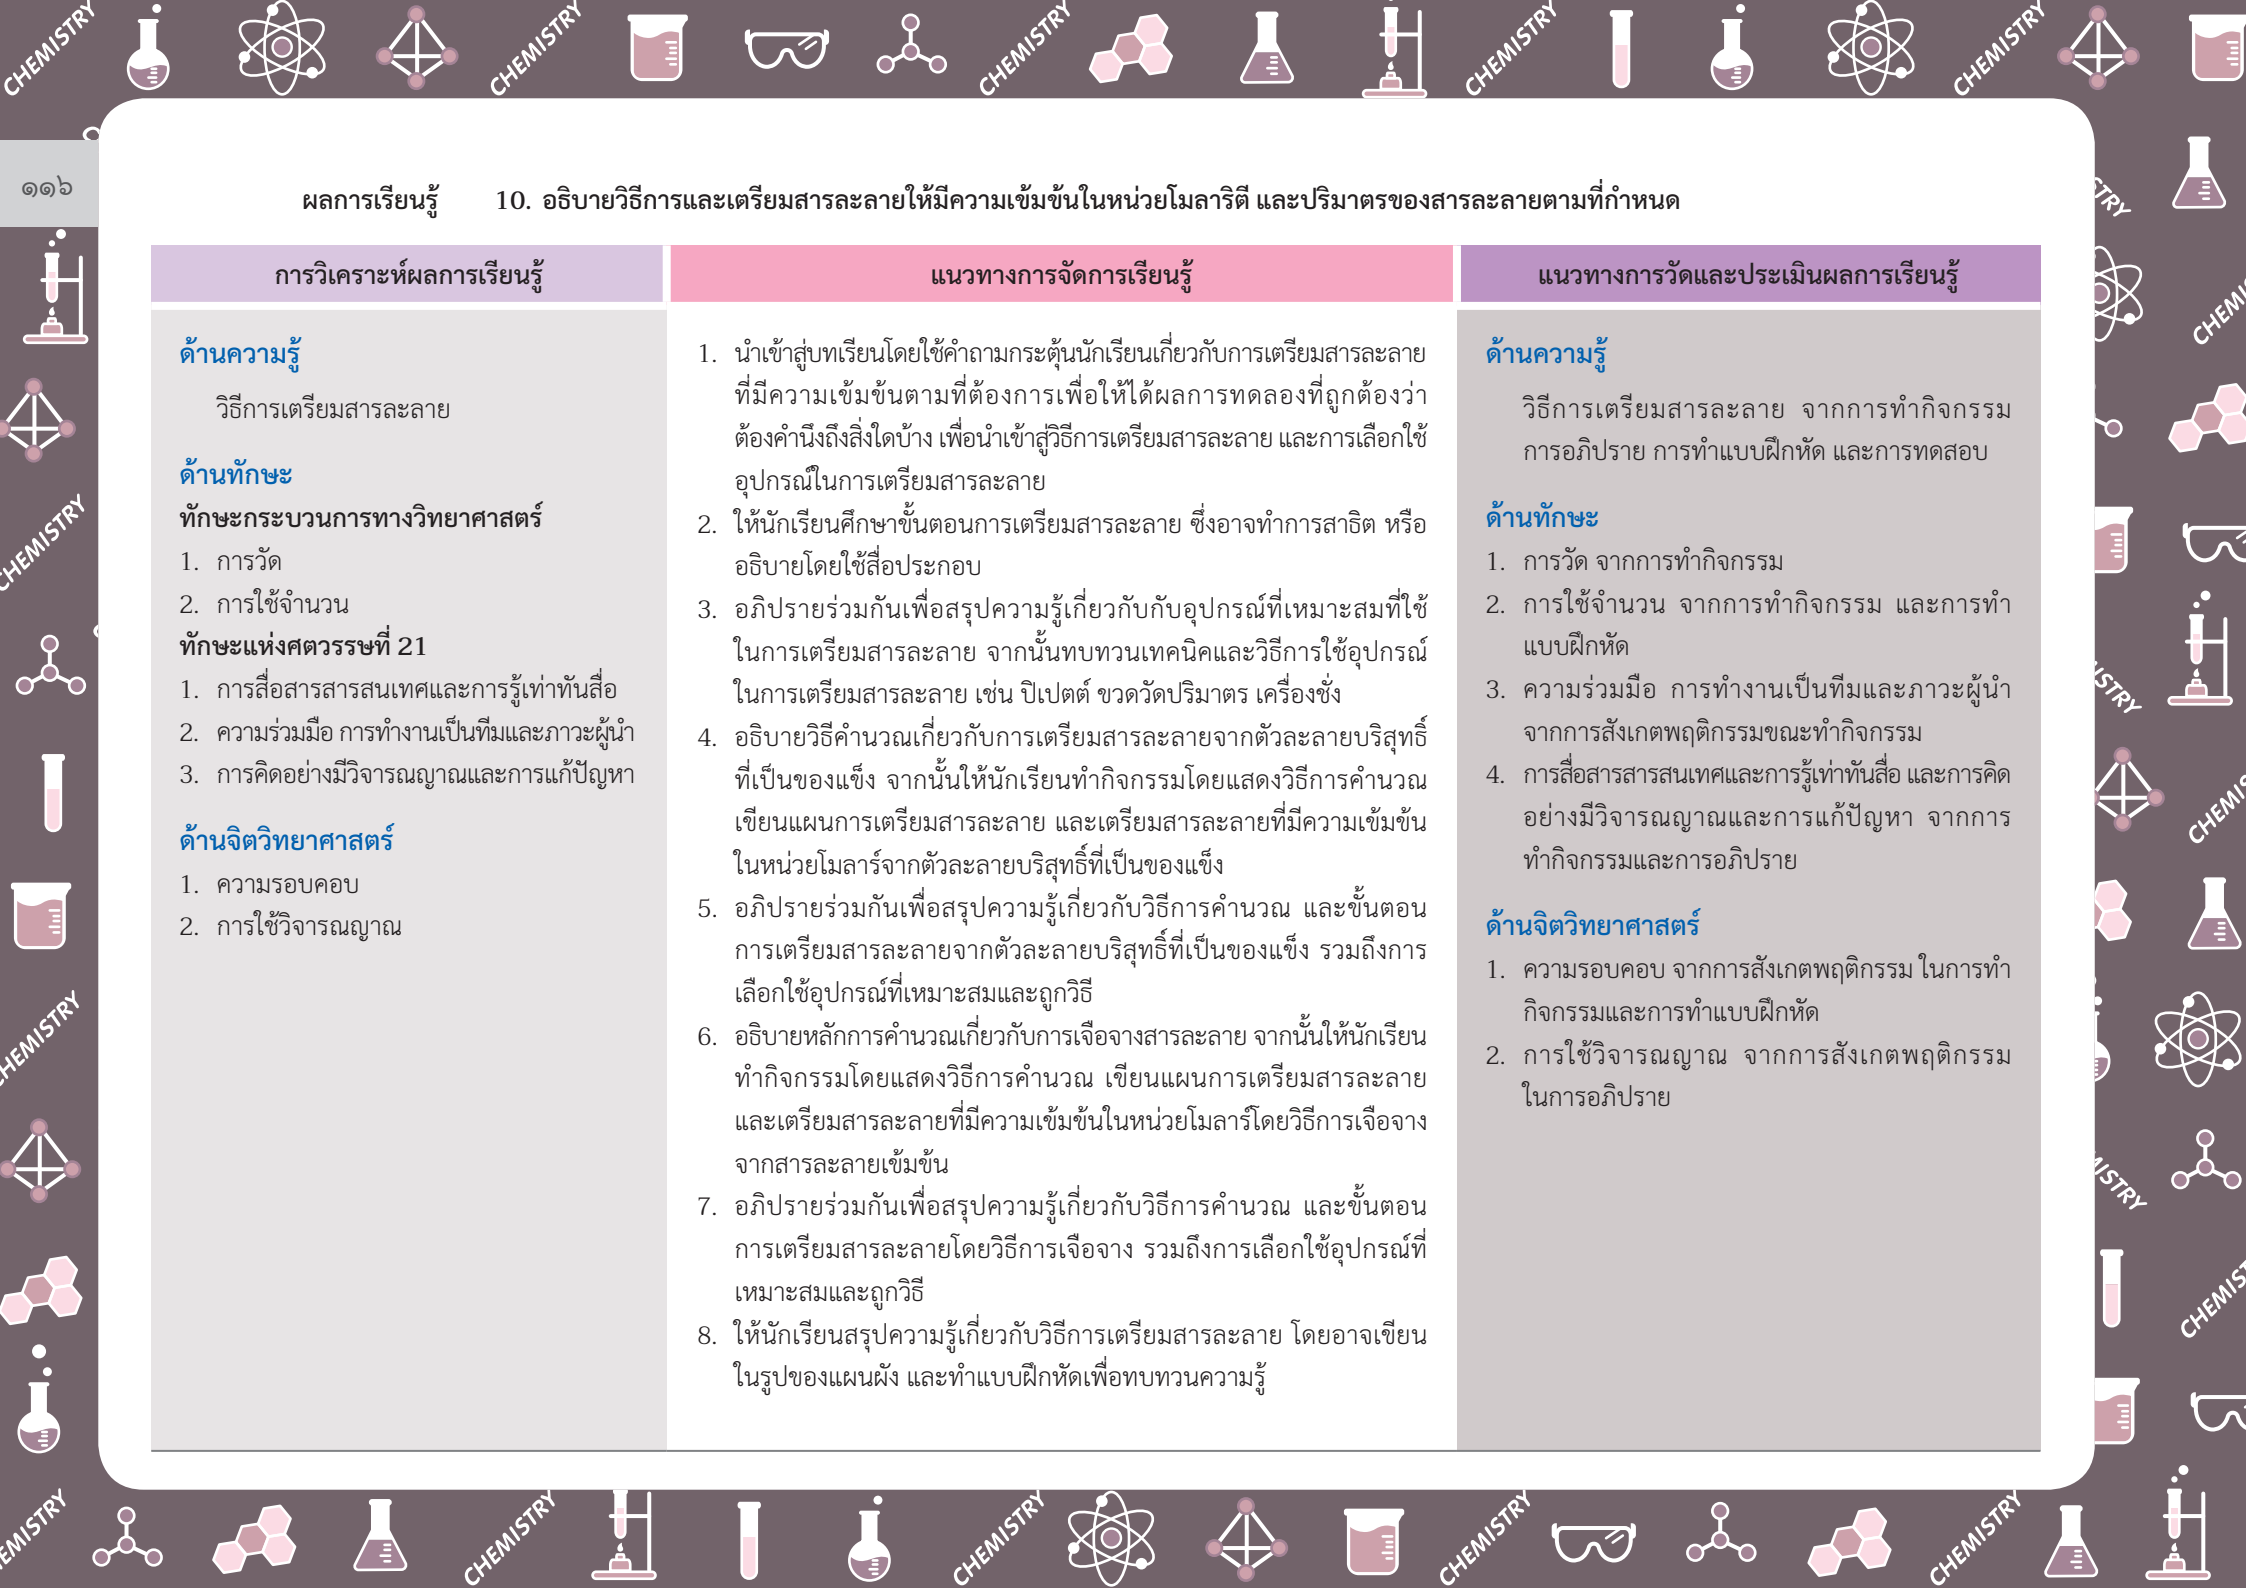 ๑๑๖
ผลการเรียนรู้ 10. อธิบายวิธีการและเตรียมสารละลายให้มีความเข้มข้นในหน่วยโมลาริตี และปริมาตรของสารละลายตามที่กำหนด
การวิเคราะห์ผลการเรียนรู้
ด้านความรู้
วิธีการเตรียมสารละลาย
ด้านทักษะ
ทักษะกระบวนการทางวิทยาศาสตร์
1. การวัด
2. การใช้จำนวน
ทักษะแห่งศตวรรษที่ 21
1. การสื่อสารสารสนเทศและการรู้เท่าทันสื่อ
2. ความร่วมมือ การทำงานเป็นทีมและภาวะผู้นำ
3. การคิดอย่างมีวิจารณญาณและการแก้ปัญหา
ด้านจิตวิทยาศาสตร์
1. ความรอบคอบ
2. การใช้วิจารณญาณ
แนวทางการจัดการเรียนรู้
1. นำเข้าสู่บทเรียนโดยใช้คำถามกระตุ้นนักเรียนเกี่ยวกับการเตรียมสารละลาย
ที่มีความเข้มข้นตามที่ต้องการเพื่อให้ได้ผลการทดลองที่ถูกต้องว่า
ต้องคำนึงถึงสิ่งใดบ้าง เพื่อนำเข้าสู่วิธีการเตรียมสารละลาย และการเลือกใช้
อุปกรณ์ในการเตรียมสารละลาย
2. ให้นักเรียนศึกษาขั้นตอนการเตรียมสารละลาย ซึ่งอาจทำการสาธิต หรือ
อธิบายโดยใช้สื่อประกอบ
3. อภิปรายร่วมกันเพื่อสรุปความรู้เกี่ยวกับกับอุปกรณ์ที่เหมาะสมที่ใช้
ในการเตรียมสารละลาย จากนั้นทบทวนเทคนิคและวิธีการใช้อุปกรณ์
ในการเตรียมสารละลาย เช่น ปิเปตต์ ขวดวัดปริมาตร เครื่องชั่ง
4. อธิบายวิธีคำนวณเกี่ยวกับการเตรียมสารละลายจากตัวละลายบริสุทธิ์
ที่เป็นของแข็ง จากนั้นให้นักเรียนทำกิจกรรมโดยแสดงวิธีการคำนวณ
เขียนแผนการเตรียมสารละลาย และเตรียมสารละลายที่มีความเข้มข้น
ในหน่วยโมลาร์จากตัวละลายบริสุทธิ์ที่เป็นของแข็ง
5. อภิปรายร่วมกันเพื่อสรุปความรู้เกี่ยวกับวิธีการคำนวณ และขั้นตอน
การเตรียมสารละลายจากตัวละลายบริสุทธิ์ที่เป็นของแข็ง รวมถึงการ
เลือกใช้อุปกรณ์ที่เหมาะสมและถูกวิธี
6. อธิบายหลักการคำนวณเกี่ยวกับการเจือจางสารละลาย จากนั้นให้นักเรียน
ทำกิจกรรมโดยแสดงวิธีการคำนวณ เขียนแผนการเตรียมสารละลาย
และเตรียมสารละลายที่มีความเข้มข้นในหน่วยโมลาร์โดยวิธีการเจือจาง
จากสารละลายเข้มข้น
7. อภิปรายร่วมกันเพื่อสรุปความรู้เกี่ยวกับวิธีการคำนวณ และขั้นตอน
การเตรียมสารละลายโดยวิธีการเจือจาง รวมถึงการเลือกใช้อุปกรณ์ที่
เหมาะสมและถูกวิธี
8. ให้นักเรียนสรุปความรู้เกี่ยวกับวิธีการเตรียมสารละลาย โดยอาจเขียน
ในรูปของแผนผัง และทำแบบฝึกหัดเพื่อทบทวนความรู้
แนวทางการวัดและประเมินผลการเรียนรู้
ด้านความรู้
วิธีการเตรียมสารละลาย จากการทำกิจกรรม
การอภิปราย การทำแบบฝึกหัด และการทดสอบ
ด้านทักษะ
1. การวัด จากการทำกิจกรรม
2. การใช้จำนวน จากการทำกิจกรรม และการทำ
แบบฝึกหัด
3. ความร่วมมือ การทำงานเป็นทีมและภาวะผู้นำ
จากการสังเกตพฤติกรรมขณะทำกิจกรรม
4. การสื่อสารสารสนเทศและการรู้เท่าทันสื่อ และการคิด
อย่างมีวิจารณญาณและการแก้ปัญหา จากการ
ทำกิจกรรมและการอภิปราย
ด้านจิตวิทยาศาสตร์
1. ความรอบคอบ จากการสังเกตพฤติกรรม ในการทำ
กิจกรรมและการทำแบบฝึกหัด
2. การใช้วิจารณญาณ จากการสังเกตพฤติกรรม
ในการอภิปราย
CHEMISTRY
CHEMISTRY
CHEMISTRY
CHEMISTRY
CHEMISTRY
CHEMISTRY
CHEMISTRY
CHEMISTRY
CHEMISTRY
CHEMISTRY